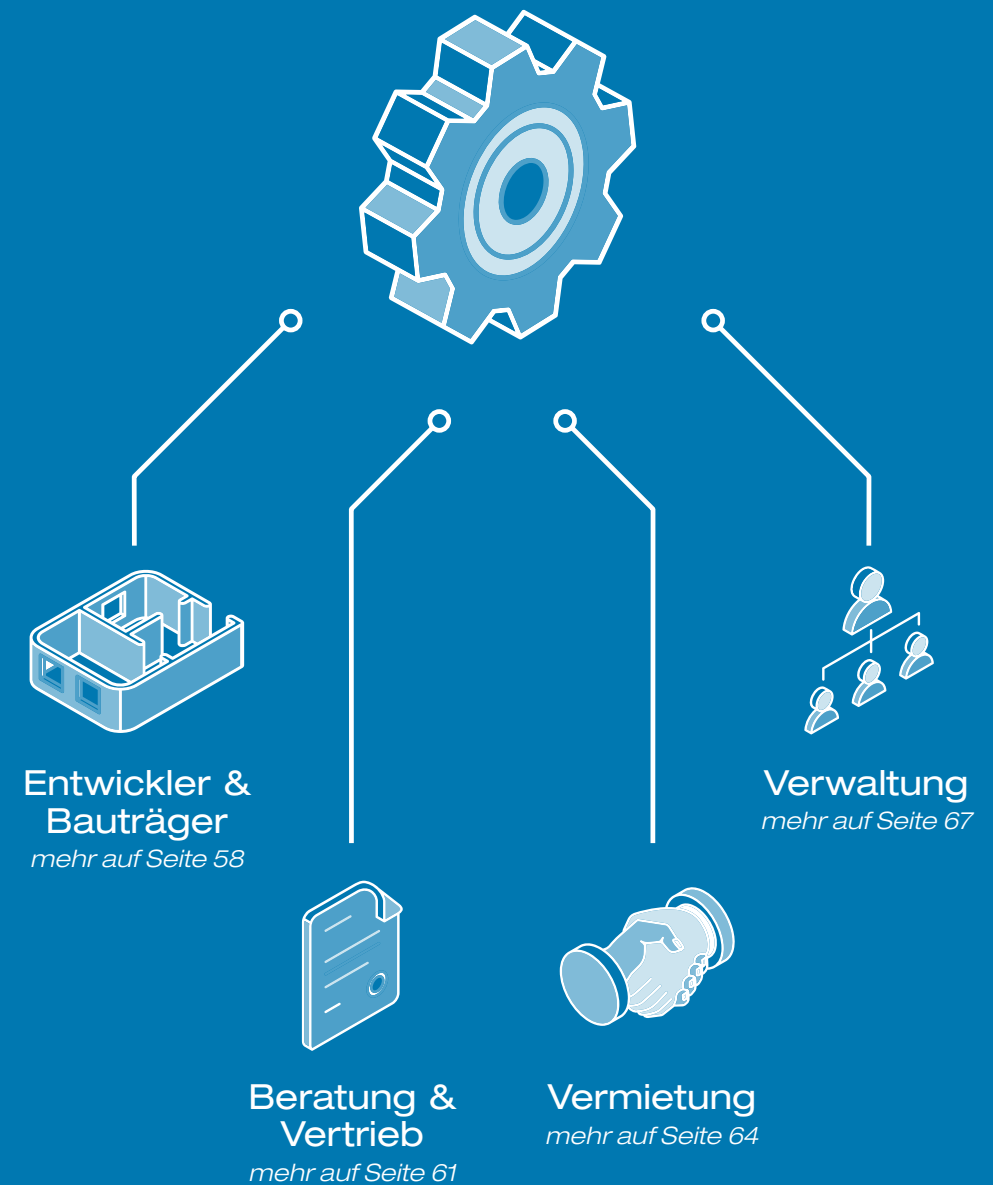 Entwickler &
Bauträger
mehr auf Seite 58
Beratung &
Vertrieb
mehr auf Seite 61
Vermietung
mehr auf Seite 64
Verwaltung
mehr auf Seite 67